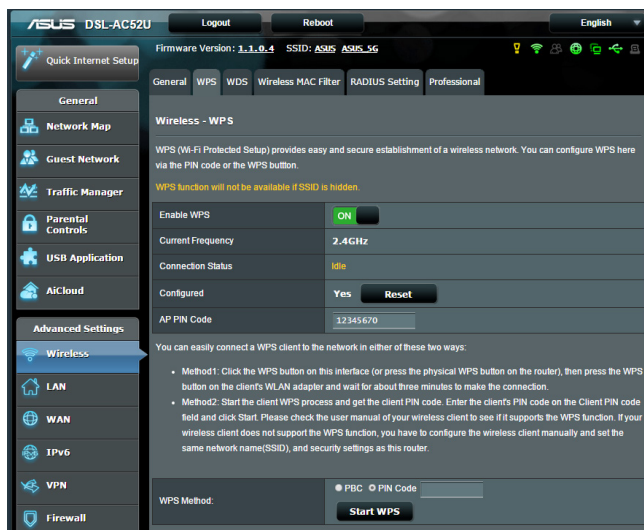 ASUS DSL-AC52U Logout Reboot English
Quick Internet Setup
Firmware Version: 1.1.0.4 SSID: ASUS ASUS_5G
General WPS WDS Wireless MAC Filter RADIUS Setting Professional
General
Network Map
Guest Network
Traffic Manager
Parental
Controls
USB Application
AiCloud
Advanced Settings
Wireless
LAN
WAN
IPv6
VPN
Firewall
Wireless - WPS
WPS (Wi-Fi Protected Setup) provides easy and secure establishment of a wireless network. You can configure WPS here
via the PIN code or the WPS buttton.
WPS function will not be available if SSID is hidden.
Enable WPS ON
Current Frequency 2.4GHz
Connection Status Idle
Configured Yes Reset
AP PIN Code 12345670
You can easily connect a WPS client to the network in either of these two ways:
• Method1: Click the WPS button on this interface (or press the physical WPS button on the router), then press the WPS
button on the client's WLAN adapter and wait for about three minutes to make the connection.
• Method2: Start the client WPS process and get the client PIN code. Enter the client's PIN code on the Client PIN code
field and click Start. Please check the user manual of your wireless client to see if it supports the WPS function. If your
wireless client does not support the WPS function, you have to configure the wireless client manually and set the
same network name(SSID), and security settings as this router.
WPS Method: PBC PIN Code
Start WPS